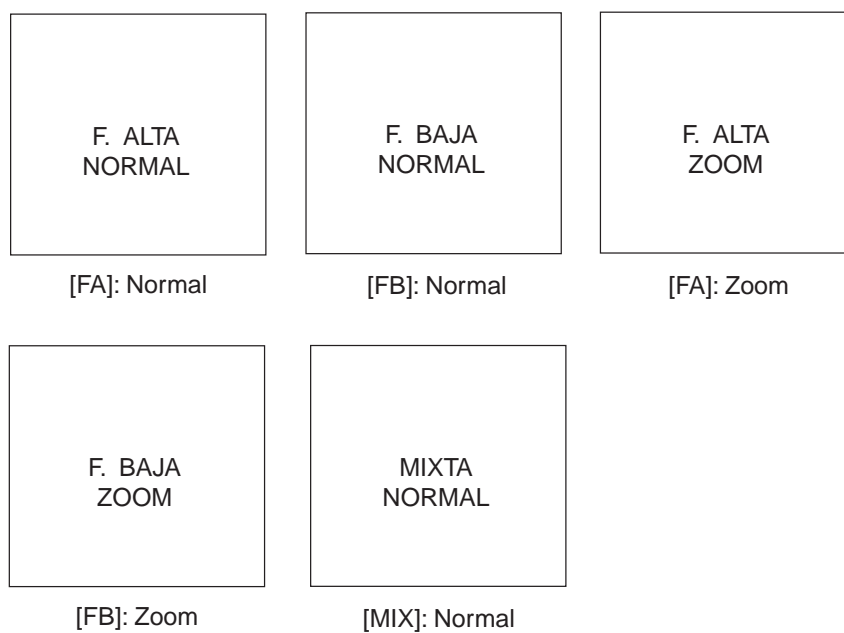 F. ALTA
NORMAL
F. BAJA
NORMAL
F. ALTA
ZOOM
[FA]: Normal
[FB]: Normal
[FA]: Zoom
F. BAJA
ZOOM
MIXTA
NORMAL
[FB]: Zoom
[MIX]: Normal